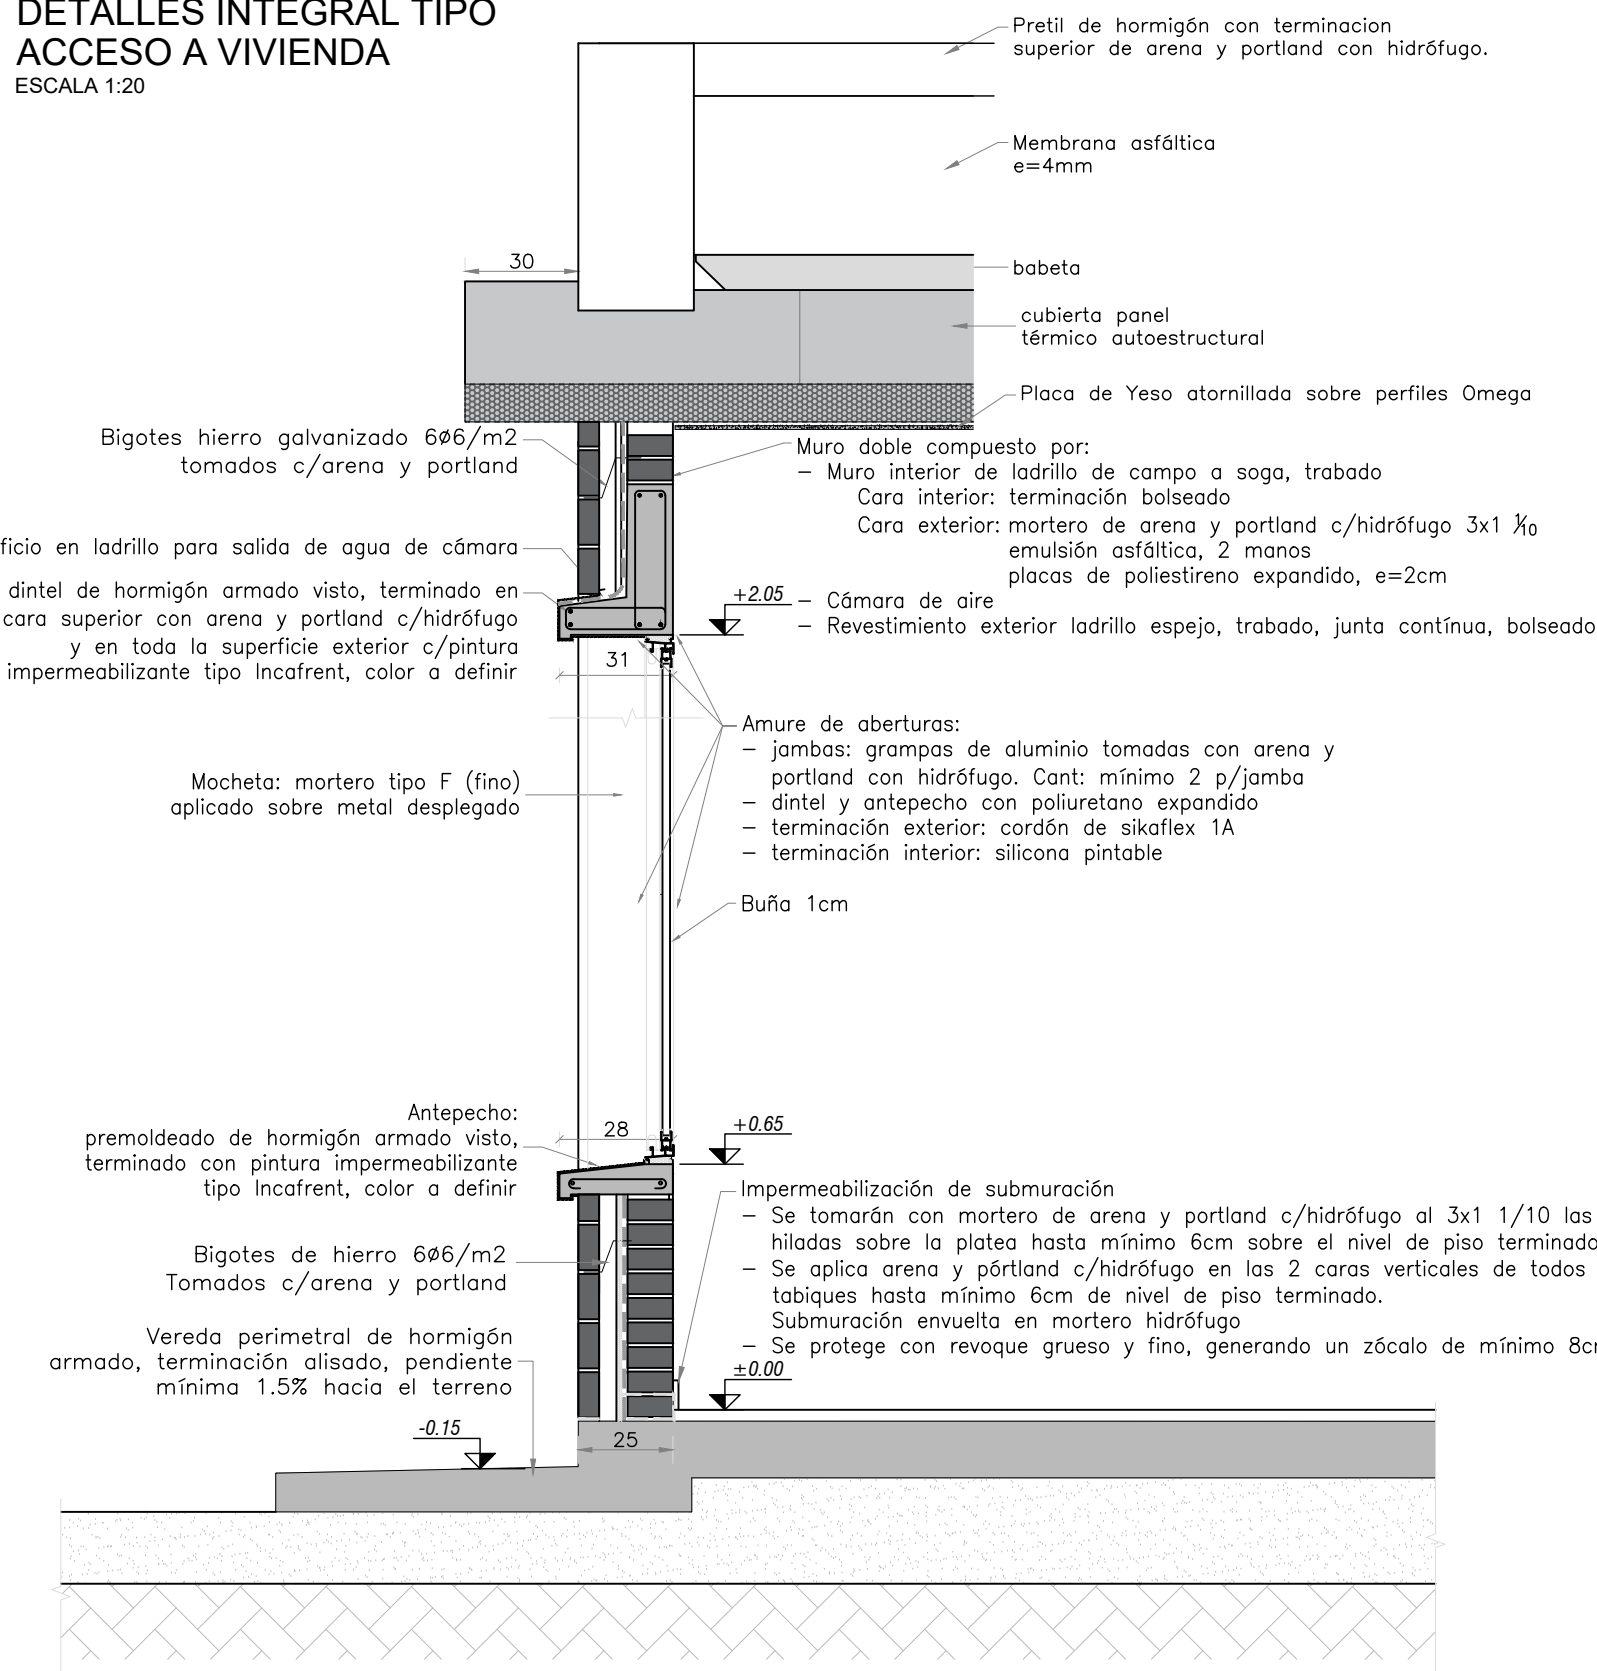 DETALLES INTEGRAL TIPO
ACCESO A VIVIENDA
ESCALA 1:20
Pretil de hormigón con terminacion
superior de arena y portland con hidrófugo.
Membrana asfáltica
e=4mm
30
babeta
cubierta panel
térmico autoestructural
Placa de Yeso atornillada sobre perfiles Omega
Bigotes hierro galvanizado 6ø6/m2
tomados c/arena y portland
Muro doble compuesto por:
– Muro interior de ladrillo de campo a soga, trabado
Cara interior: terminación bolseado
Cara exterior: mortero de arena y portland c/hidrófugo 3x1 1/10
emulsión asfáltica, 2 manos
placas de poliestireno expandido, e=2cm
– Cámara de aire
– Revestimiento exterior ladrillo espejo, trabado, junta contínua, bolseado
ficio en ladrillo para salida de agua de cámara
dintel de hormigón armado visto, terminado en
cara superior con arena y portland c/hidrófugo
y en toda la superficie exterior c/pintura
impermeabilizante tipo Incafrent, color a definir
+2.05
31
Amure de aberturas:
– jambas: grampas de aluminio tomadas con arena y
portland con hidrófugo. Cant: mínimo 2 p/jamba
– dintel y antepecho con poliuretano expandido
– terminación exterior: cordón de sikaflex 1A
– terminación interior: silicona pintable
Mocheta: mortero tipo F (fino)
aplicado sobre metal desplegado
Buña 1cm
Antepecho:
premoldeado de hormigón armado visto,
terminado con pintura impermeabilizante
tipo Incafrent, color a definir
28
+0.65
Impermeabilización de submuración
– Se tomarán con mortero de arena y portland c/hidrófugo al 3x1 1/10 las
hiladas sobre la platea hasta mínimo 6cm sobre el nivel de piso terminado
– Se aplica arena y pórtland c/hidrófugo en las 2 caras verticales de todos
tabiques hasta mínimo 6cm de nivel de piso terminado.
Submuración envuelta en mortero hidrófugo
– Se protege con revoque grueso y fino, generando un zócalo de mínimo 8cm
Bigotes de hierro 6ø6/m2
Tomados c/arena y portland
Vereda perimetral de hormigón
armado, terminación alisado, pendiente
mínima 1.5% hacia el terreno
±0.00
-0.15
25